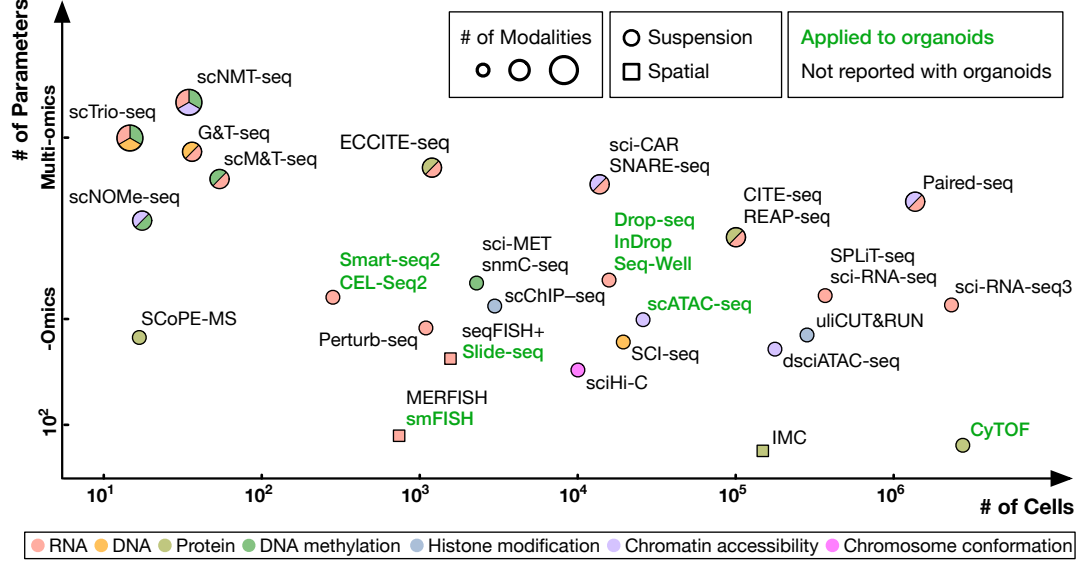 # of Parameters
Multi-omics
-Omics
10²
# of Modalities
Suspension
Spatial
Applied to organoids
Not reported with organoids
scNMT-seq
scTrio-seq
G&T-seq
scM&T-seq
scNOMe-seq
ECCITE-seq
sci-CAR
SNARE-seq
Paired-seq
CITE-seq
REAP-seq
Drop-seq
InDrop
Seq-Well
Smart-seq2
CEL-Seq2
sci-MET
snmC-seq
scChIP–seq
SPLiT-seq
sci-RNA-seq
sci-RNA-seq3
scATAC-seq
SCoPE-MS
Perturb-seq
seqFISH+
Slide-seq
SCI-seq
uliCUT&RUN
dsciATAC-seq
sciHi-C
MERFISH
smFISH
IMC
CyTOF
10¹ 10² 10³ 10⁴ 10⁵ 10⁶
# of Cells
RNA DNA Protein DNA methylation Histone modification Chromatin accessibility Chromosome conformation